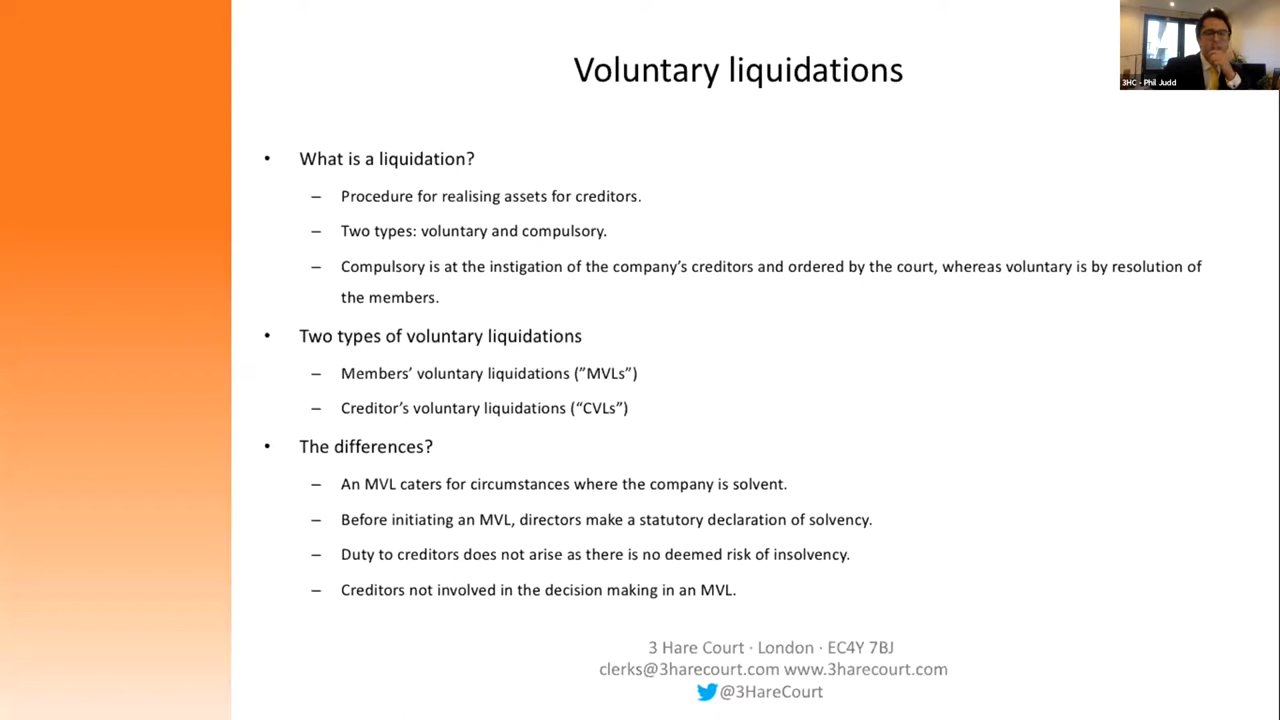 Voluntary liquidations
3HC - Phil Judd
• What is a liquidation?
– Procedure for realising assets for creditors.
– Two types: voluntary and compulsory.
– Compulsory is at the instigation of the company’s creditors and ordered by the court, whereas voluntary is by resolution of
the members.
• Two types of voluntary liquidations
– Members’ voluntary liquidations (”MVLs”)
– Creditor’s voluntary liquidations (“CVLs”)
• The differences?
– An MVL caters for circumstances where the company is solvent.
– Before initiating an MVL, directors make a statutory declaration of solvency.
– Duty to creditors does not arise as there is no deemed risk of insolvency.
– Creditors not involved in the decision making in an MVL.
3 Hare Court · London · EC4Y 7BJ
clerks@3harecourt.com www.3harecourt.com
@3HareCourt